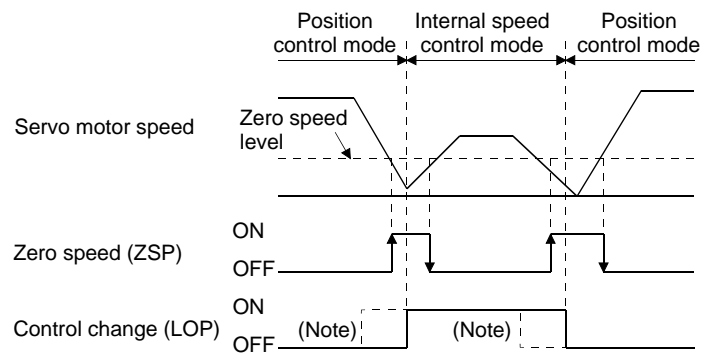 Position
control mode
Internal speed
control mode
Position
control mode
Servo motor speed
Zero speed
level
Zero speed (ZSP)
ON
OFF
Control change (LOP)
ON
OFF
(Note)
(Note)